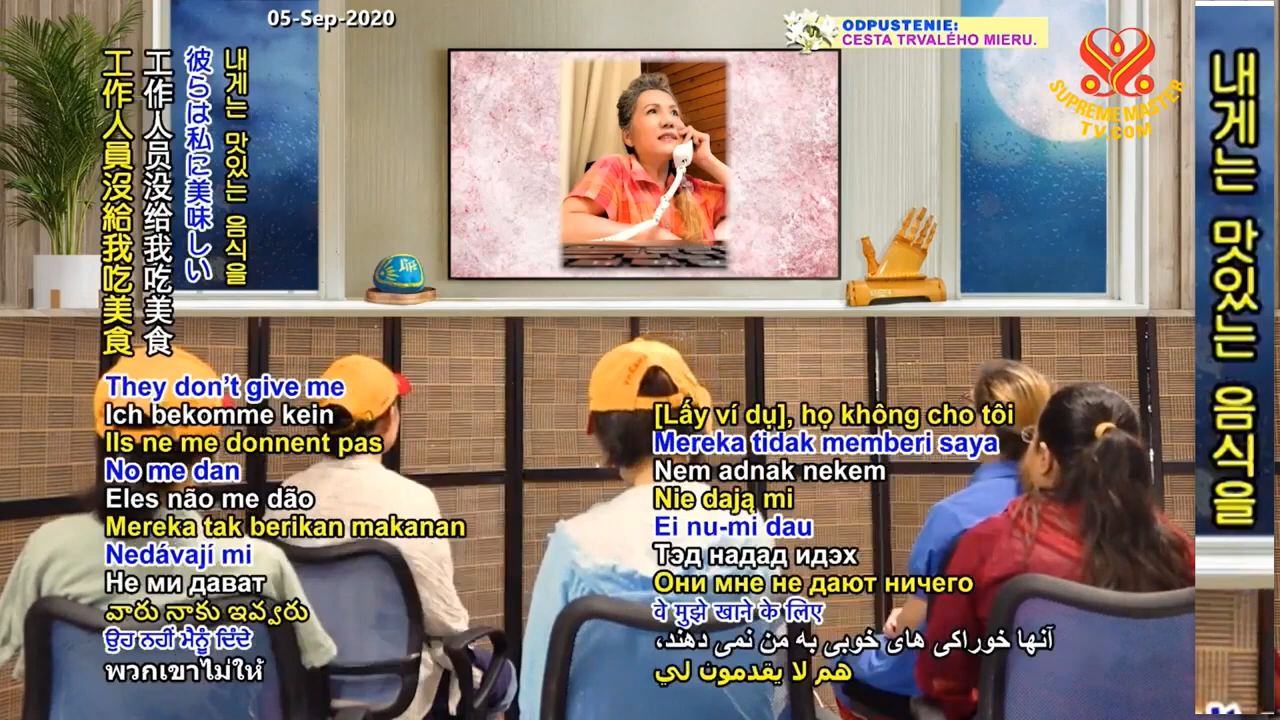 05-Sep-2020
ODPUSTENIE:
CESTA TRVALÉHO MIERU.
SUPREME MASTER
TV.COM
工作人員沒給我吃美食
工作人员没给我吃美食
彼らは私に美味しい
내게는 맛있는 음식을
내게는 맛있는 음식을
They don't give me
Ich bekomme kein
Ils ne me donnent pas
No me dan
Eles não me dão
Mereka tak berikan makanan
Nedávají mi
Не ми дават
వారు నాకు ఇవ్వరు
ਉਹ ਨਹੀਂ ਮੈਨੂੰ ਦਿੰਦੇ
พวกเขาไม่ให้
[Lấy ví dụ], họ không cho tôi
Mereka tidak memberi saya
Nem adnak nekem
Nie dają mi
Ei nu-mi dau
Тэд надад идэх
Они мне не дают ничего
वे मुझे खाने के लिए
آنها خوراکی های خوبی به من نمی دهند،
هم لا يقدمون لي